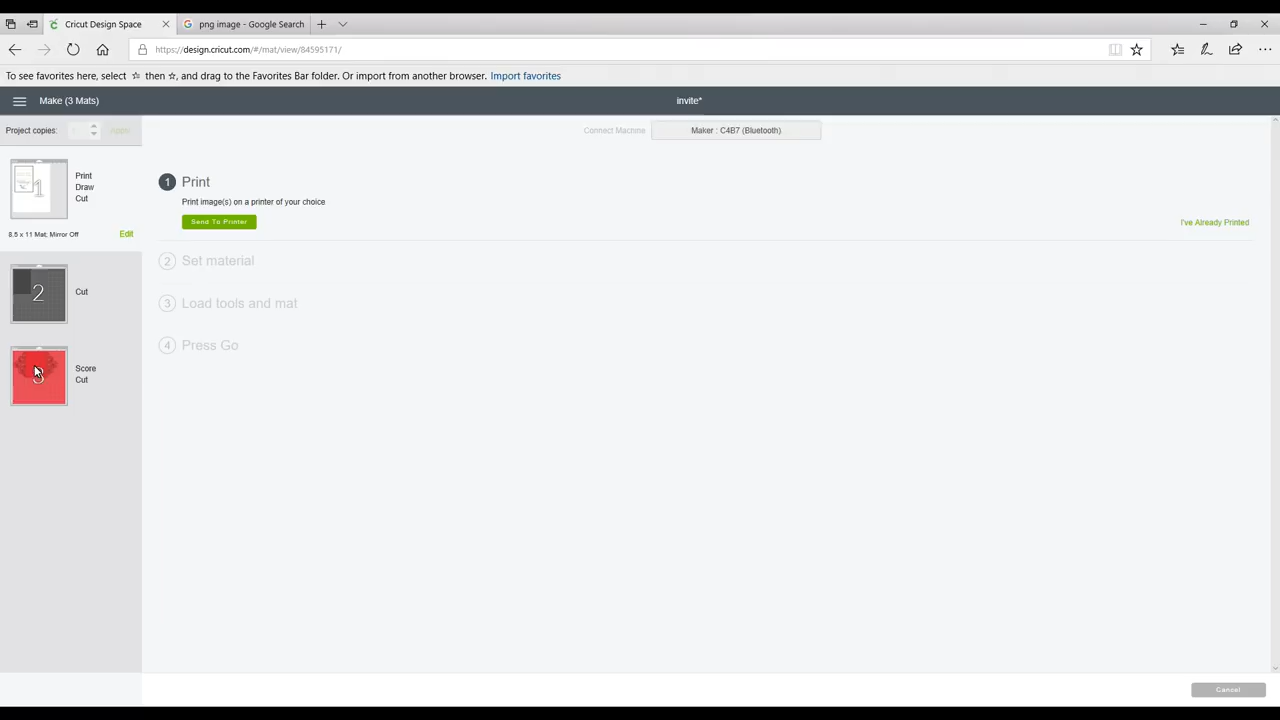 Cricut Design Space
png image - Google Search
https://design.cricut.com/#/mat/view/84595171/
To see favorites here, select ☆ then ☆, and drag to the Favorites Bar folder. Or import from another browser. Import favorites
Make (3 Mats)
invite*
Project copies:
Apply
Connect Machine
Maker : C4B7 (Bluetooth)
1
Print
Draw
Cut
8.5 x 11 Mat; Mirror Off
Edit
2
Cut
3
Score
Cut
1 Print
Print image(s) on a printer of your choice
Send To Printer
I've Already Printed
2 Set material
3 Load tools and mat
4 Press Go
Cancel